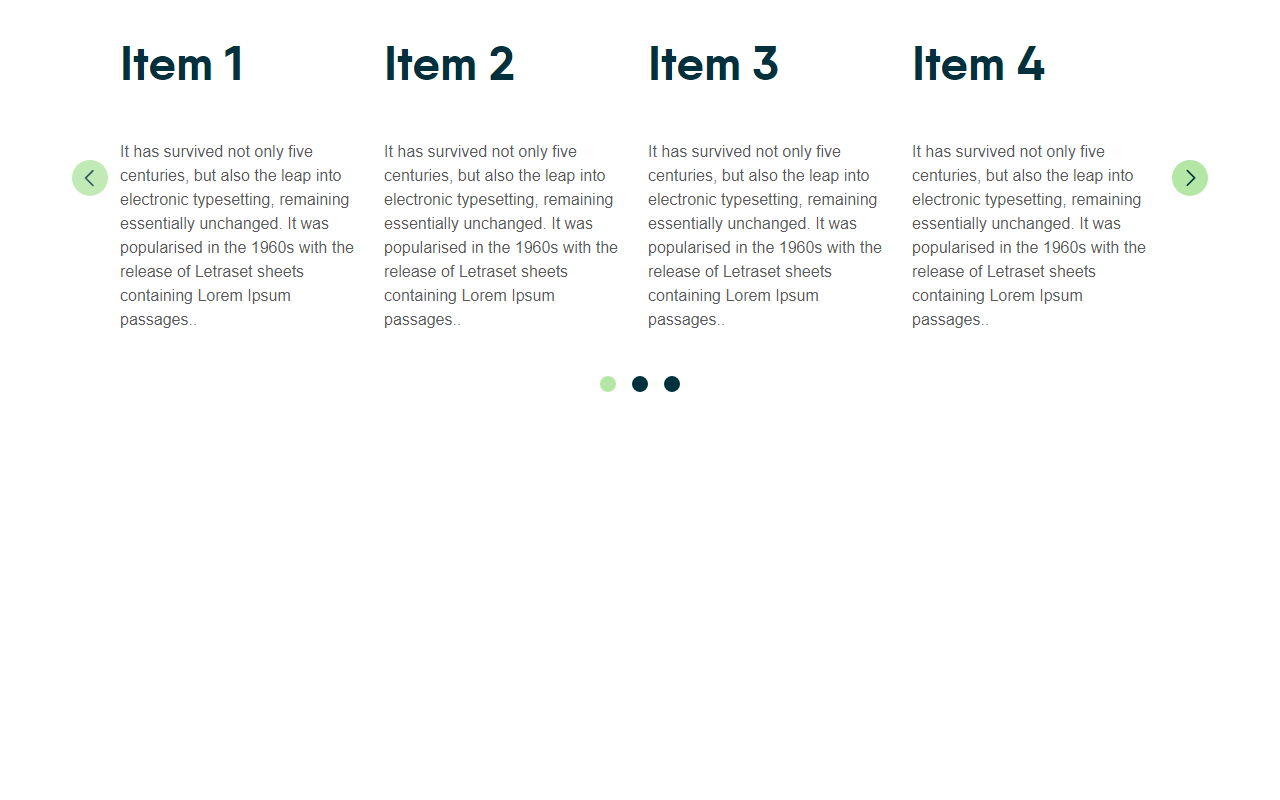 Item 1
It has survived not only five
centuries, but also the leap into
electronic typesetting, remaining
essentially unchanged. It was
popularised in the 1960s with the
release of Letraset sheets
containing Lorem Ipsum
passages..
Item 2
It has survived not only five
centuries, but also the leap into
electronic typesetting, remaining
essentially unchanged. It was
popularised in the 1960s with the
release of Letraset sheets
containing Lorem Ipsum
passages..
Item 3
It has survived not only five
centuries, but also the leap into
electronic typesetting, remaining
essentially unchanged. It was
popularised in the 1960s with the
release of Letraset sheets
containing Lorem Ipsum
passages..
Item 4
It has survived not only five
centuries, but also the leap into
electronic typesetting, remaining
essentially unchanged. It was
popularised in the 1960s with the
release of Letraset sheets
containing Lorem Ipsum
passages..